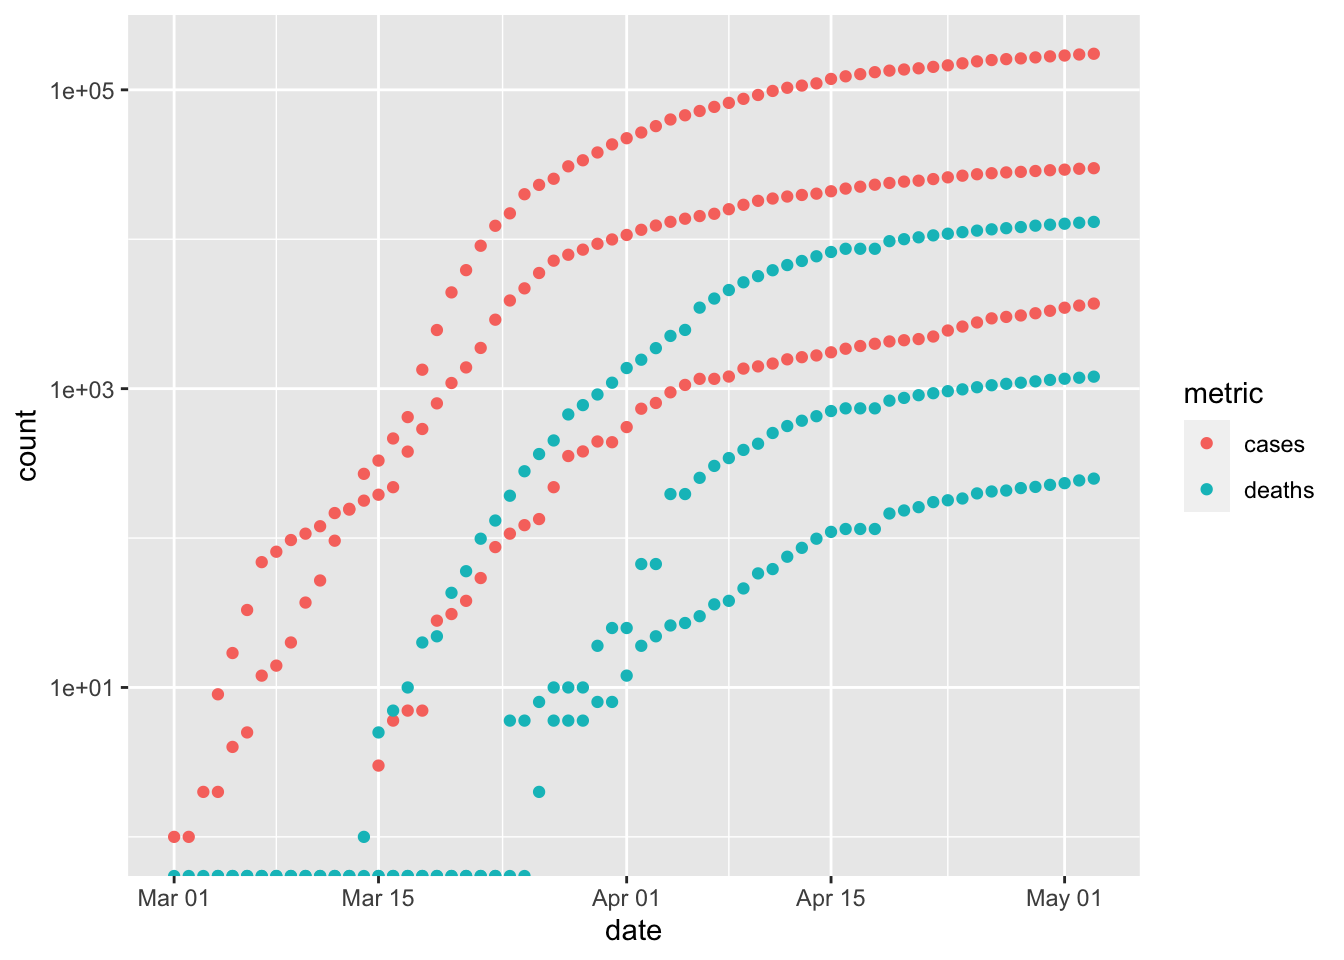 1e+05
1e+03
1e+01
count
Mar 01
Mar 15
Apr 01
Apr 15
May 01
date
metric
cases
deaths